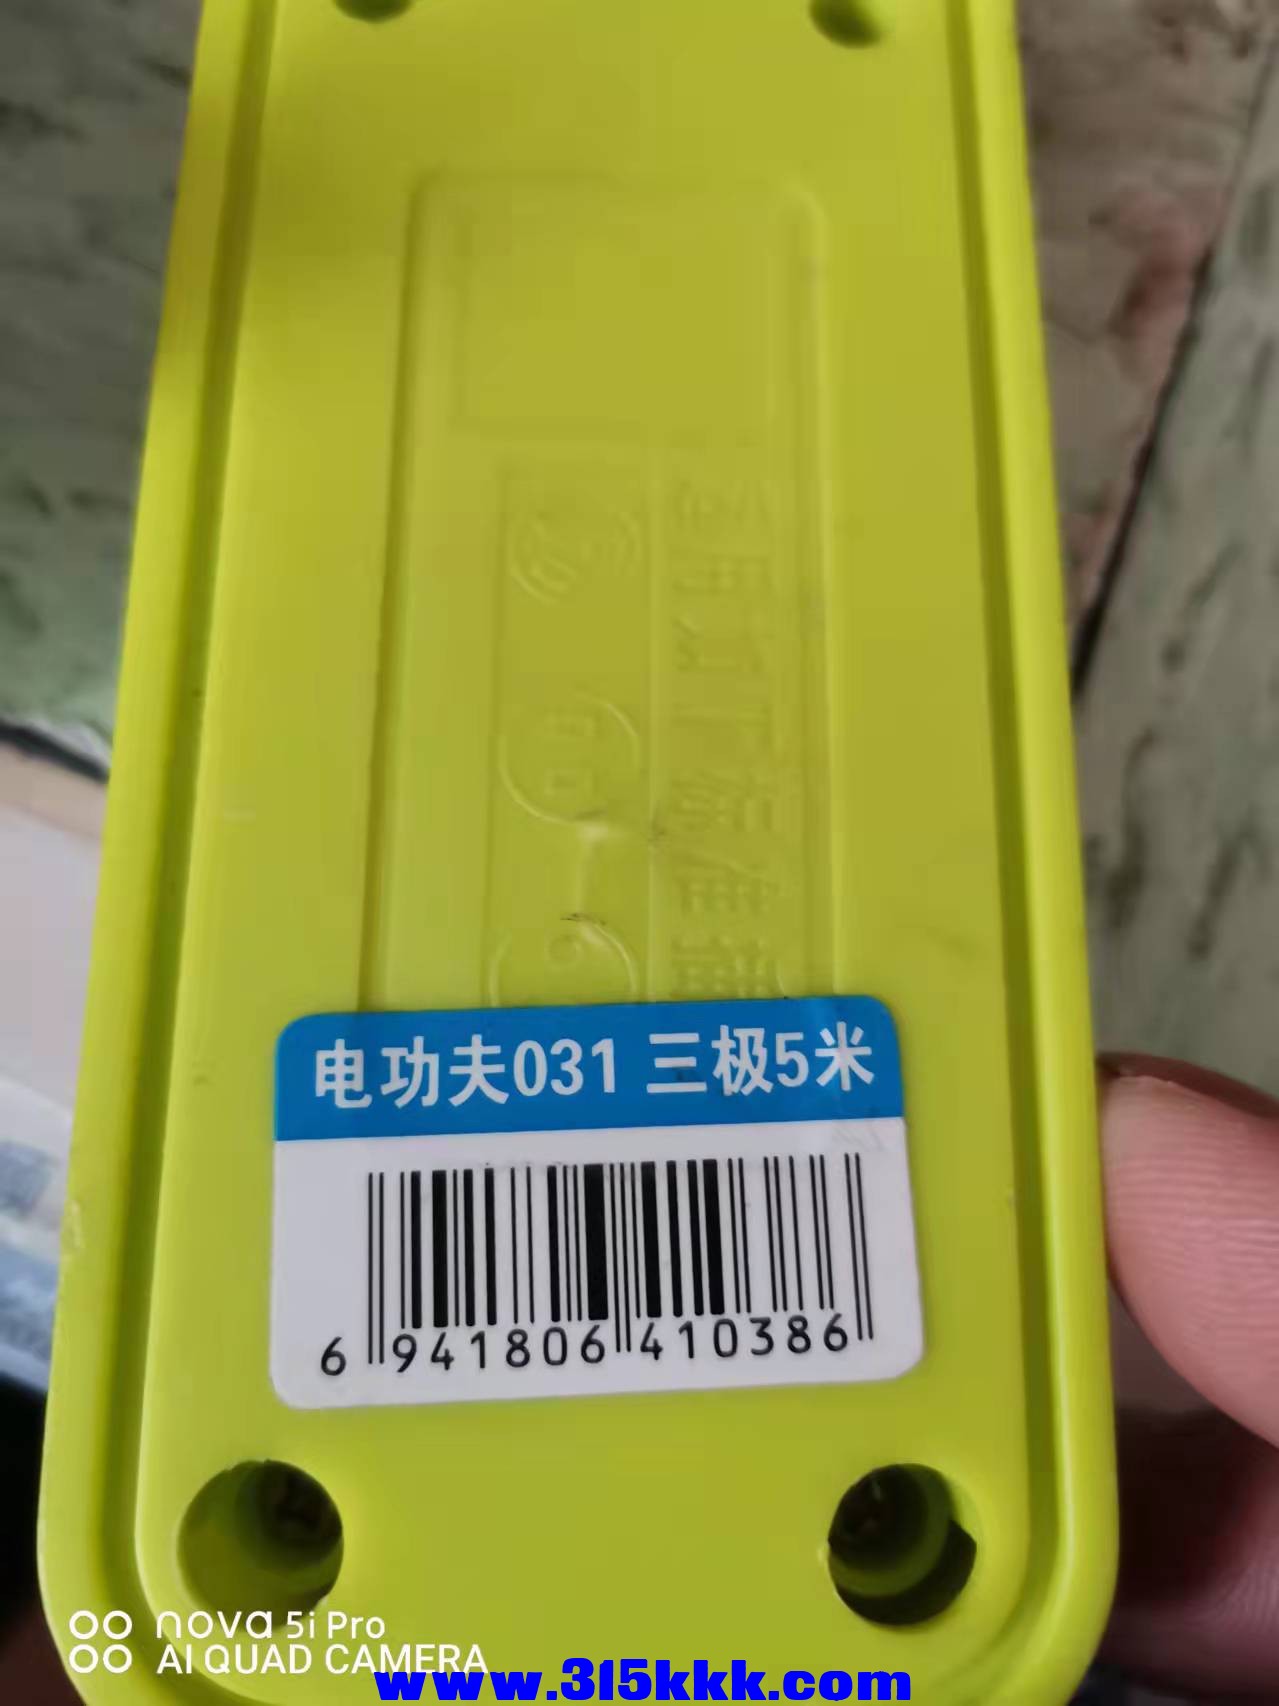 电功夫031 三极5米
6 941806 410386
nova 5i Pro
AI QUAD CAMERA
www.315kkk.com